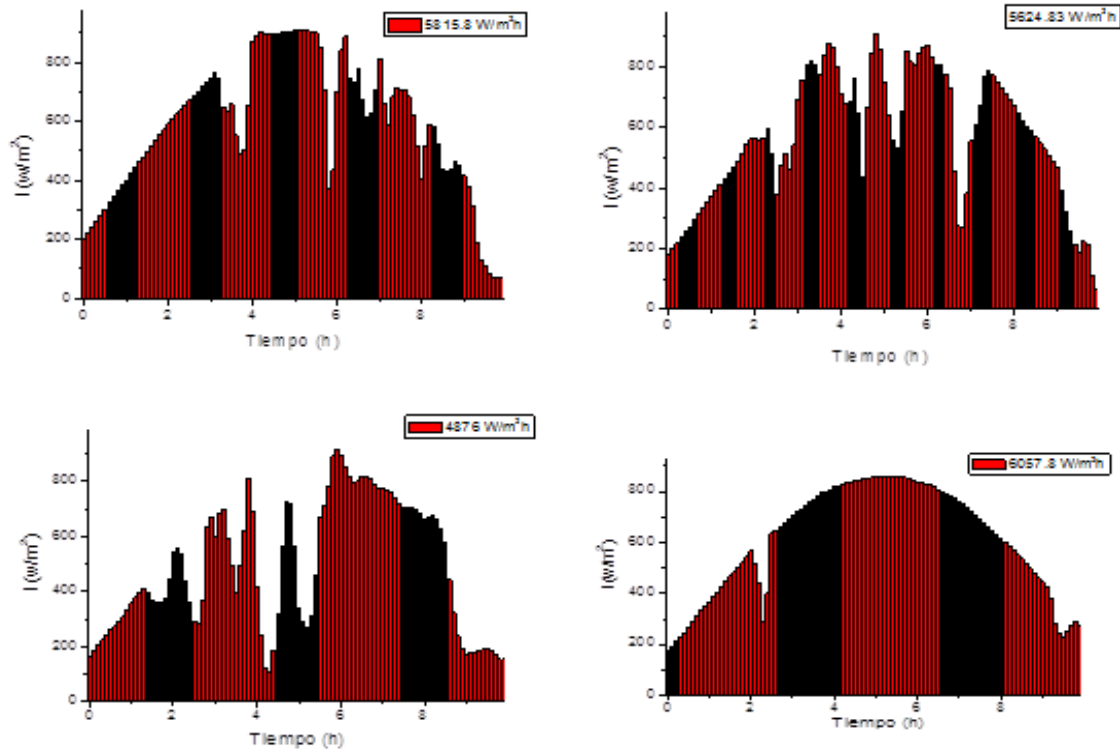 5815.8 W/m²h
I (w/m²)
800
600
400
200
0
0 2 4 6 8
Tiempo (h)
5624.83 W/m²h
I (w/m²)
800
600
400
200
0
0 2 4 6 8
Tiempo (h)
4876 W/m²h
I (w/m²)
800
600
400
200
0
0 2 4 6 8
Tiempo (h)
6057.8 W/m²h
I(w/m²)
800
600
400
200
0
0 2 4 6 8
Tiempo (h)